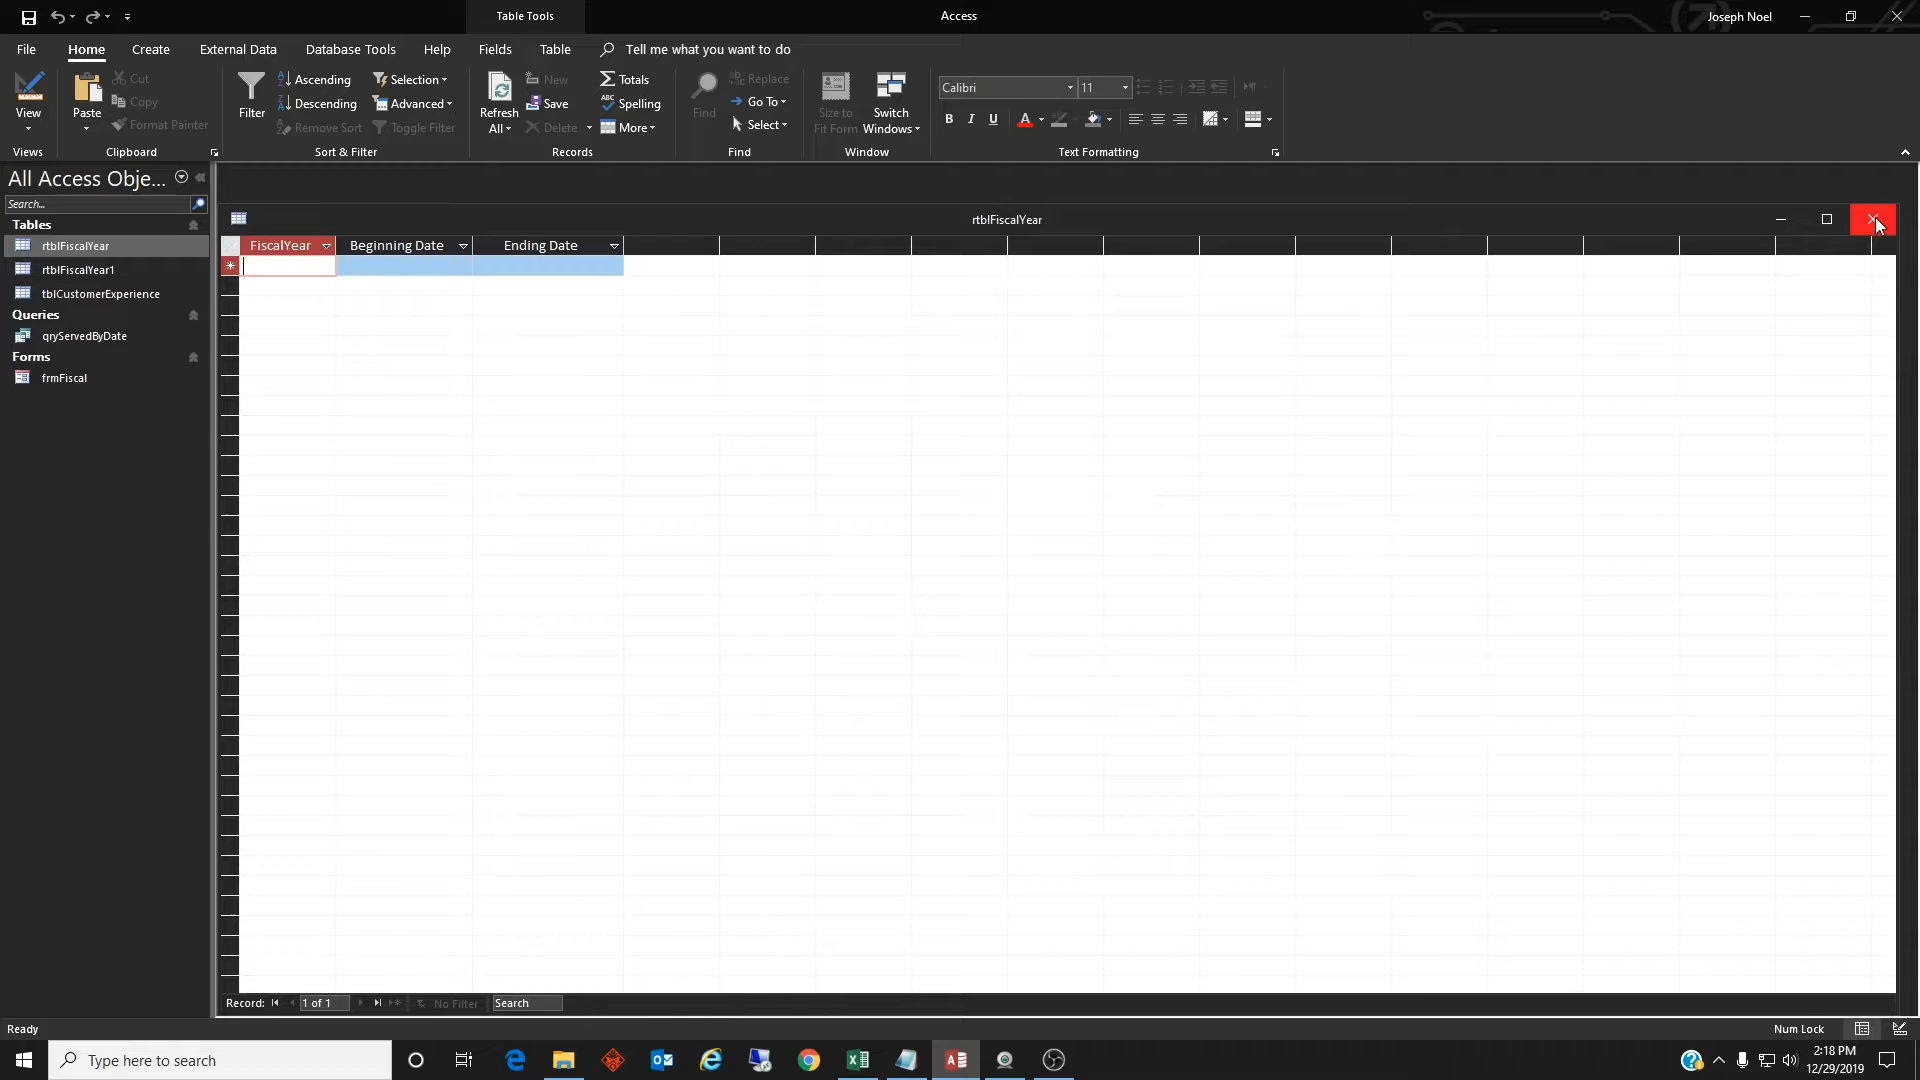 Table Tools
Access
Joseph Noel
File
Home
Create
External Data
Database Tools
Help
Fields
Table
Tell me what you want to do
View
Views
Paste
Cut
Copy
Format Painter
Clipboard
Filter
Ascending
Descending
Remove Sort
Selection
Advanced
Toggle Filter
Sort & Filter
Refresh
All
New
Save
Delete
Totals
Spelling
More
Records
Find
Replace
Go To
Select
Find
Size to
Fit Form
Switch
Windows
Window
Calibri
11
B I U
A
Text Formatting
All Access Obje...
Search...
Tables
rtblFiscalYear
rtblFiscalYear1
tblCustomerExperience
Queries
qryServedByDate
Forms
frmFiscal
rtblFiscalYear
FiscalYear
Beginning Date
Ending Date
Record:
1 of 1
No Filter
Search
Ready
Num Lock
Type here to search
2:18 PM
12/29/2019